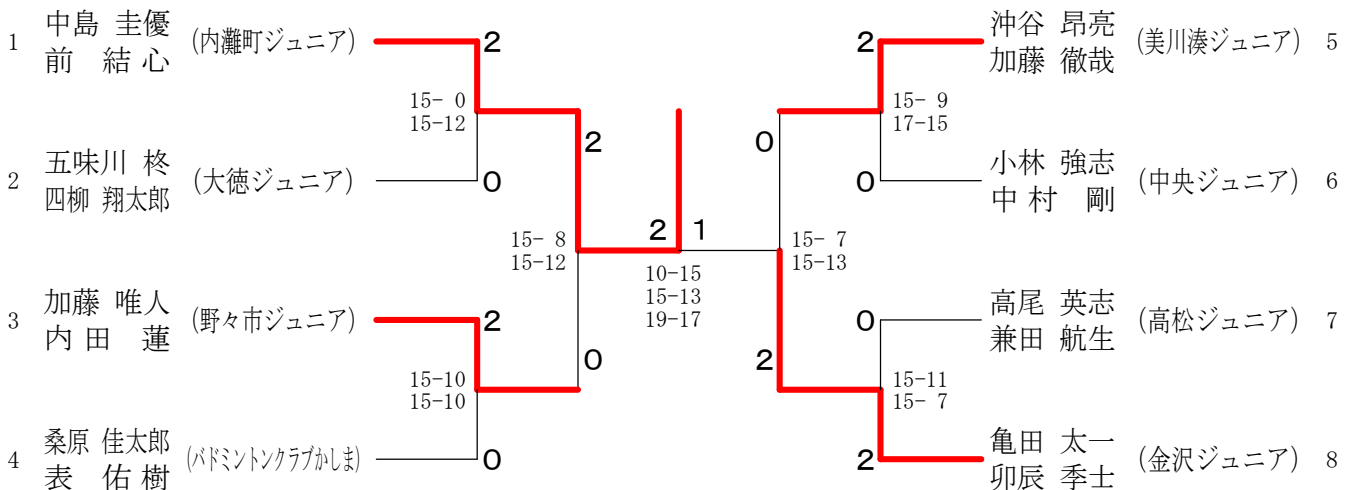 1 中島 圭優 (内灘町ジュニア) 2
前 結心
15- 0
15-12
2 五味川 柊 (大徳ジュニア) 0
四柳 翔太郎
2
15- 8
15-12
3 加藤 唯人 (野々市ジュニア) 2
内田 蓮
0
15-10
15-10
4 桑原 佳太郎 (バドミントンクラブかしま) 0
表 佑樹
2 1
10-15
15-13
19-17
2 沖谷 昂亮 (美川湊ジュニア) 5
加藤 徹哉
15- 9
17-15
0
0 小林 強志 (中央ジュニア) 6
中村 剛
15- 7
15-13
0 高尾 英志 (高松ジュニア) 7
兼田 航生
2
15-11
15- 7
2 亀田 太一 (金沢ジュニア) 8
卯辰 季士